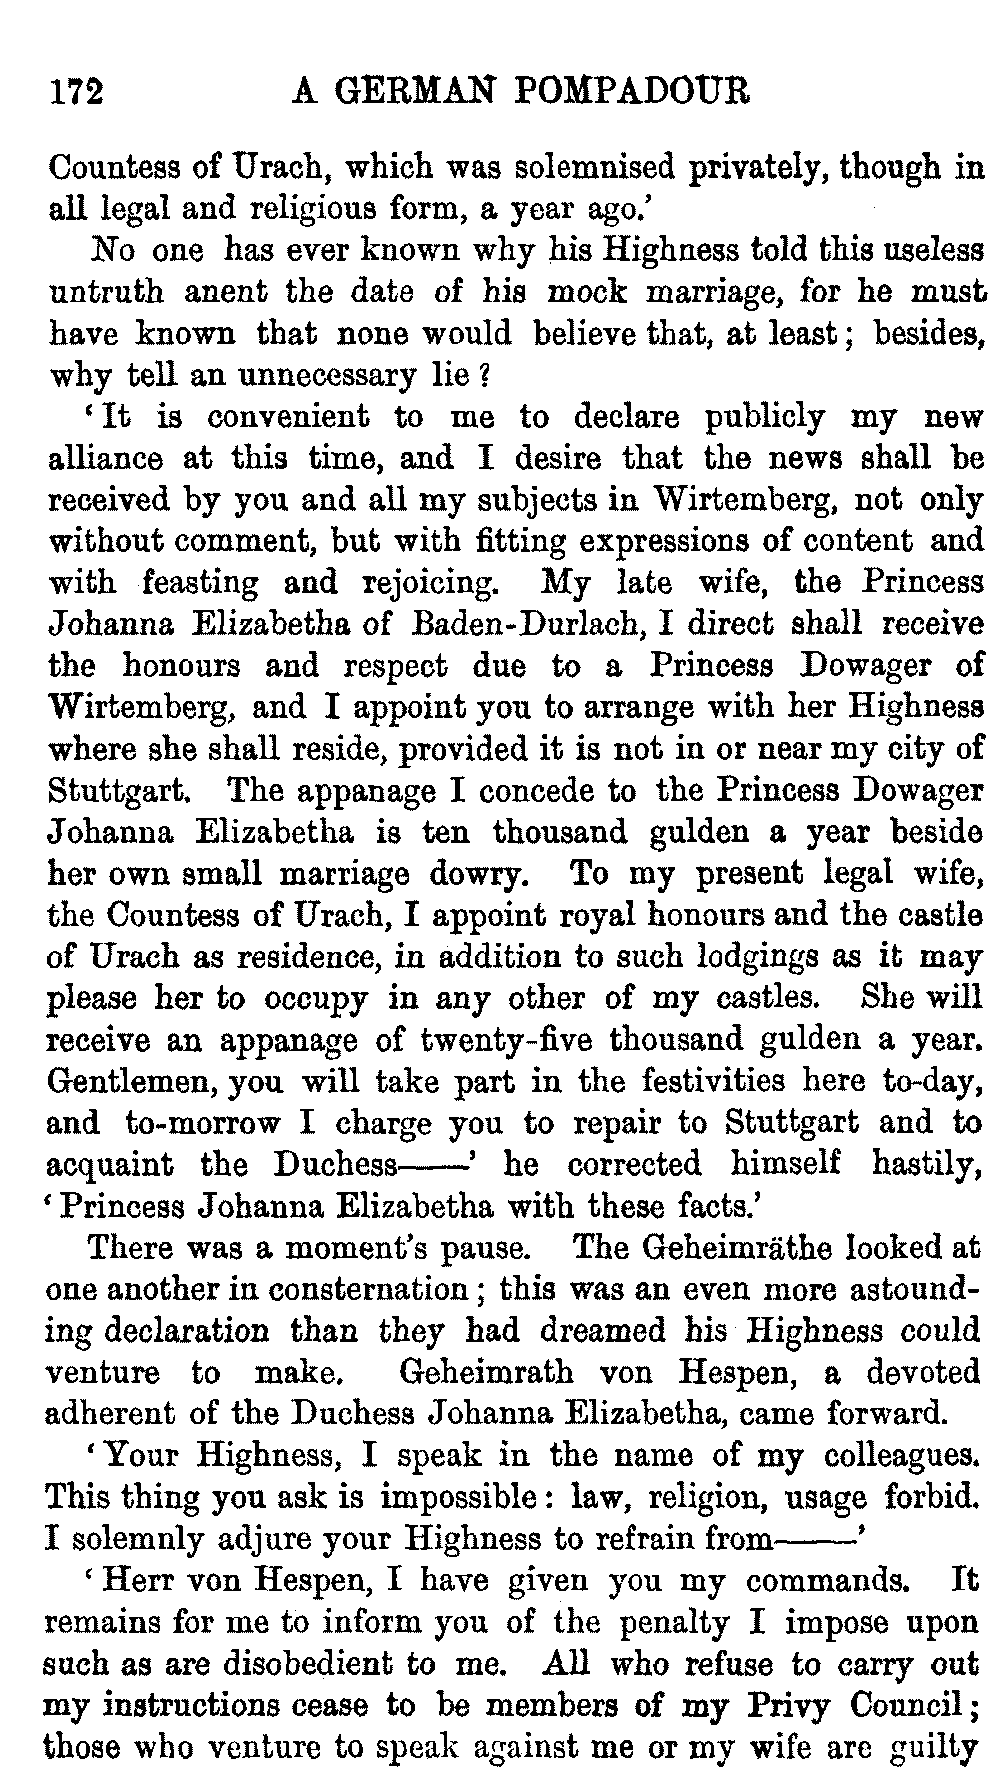 172 A GERMAN POMPADOUR
Countess of Urach, which was solemnised privately, though in
all legal and religious form, a year ago.’
No one has ever known why his Highness told this useless
untruth anent the date of his mock marriage, for he must
have known that none would believe that, at least; besides,
why tell an unnecessary lie?
‘It is convenient to me to declare publicly my new
alliance at this time, and I desire that the news shall be
received by you and all my subjects in Wirtemberg, not only
without comment, but with fitting expressions of content and
with feasting and rejoicing. My late wife, the Princess
Johanna Elizabetha of Baden-Durlach, I direct shall receive
the honours and respect due to a Princess Dowager of
Wirtemberg, and I appoint you to arrange with her Highness
where she shall reside, provided it is not in or near my city of
Stuttgart. The appanage I concede to the Princess Dowager
Johanna Elizabetha is ten thousand gulden a year beside
her own small marriage dowry. To my present legal wife,
the Countess of Urach, I appoint royal honours and the castle
of Urach as residence, in addition to such lodgings as it may
please her to occupy in any other of my castles. She will
receive an appanage of twenty-five thousand gulden a year.
Gentlemen, you will take part in the festivities here to-day,
and to-morrow I charge you to repair to Stuttgart and to
acquaint the Duchess——’ he corrected himself hastily,
‘Princess Johanna Elizabetha with these facts.’
There was a moment’s pause. The Geheimräthe looked at
one another in consternation; this was an even more astound-
ing declaration than they had dreamed his Highness could
venture to make. Geheimrath von Hespen, a devoted
adherent of the Duchess Johanna Elizabetha, came forward.
‘Your Highness, I speak in the name of my colleagues.
This thing you ask is impossible: law, religion, usage forbid.
I solemnly adjure your Highness to refrain from——’
‘Herr von Hespen, I have given you my commands. It
remains for me to inform you of the penalty I impose upon
such as are disobedient to me. All who refuse to carry out
my instructions cease to be members of my Privy Council;
those who venture to speak against me or my wife are guilty